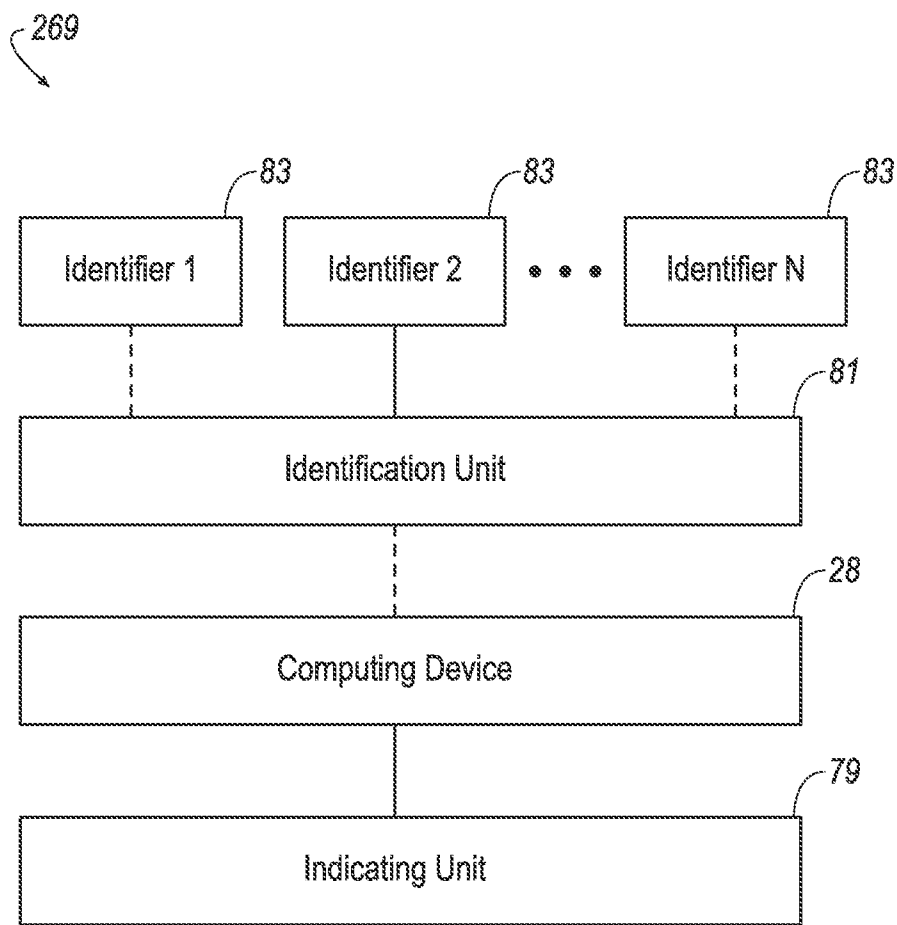 269
83 83 83
Identifier 1 Identifier 2 • • • Identifier N
81
Identification Unit
28
Computing Device
79
Indicating Unit